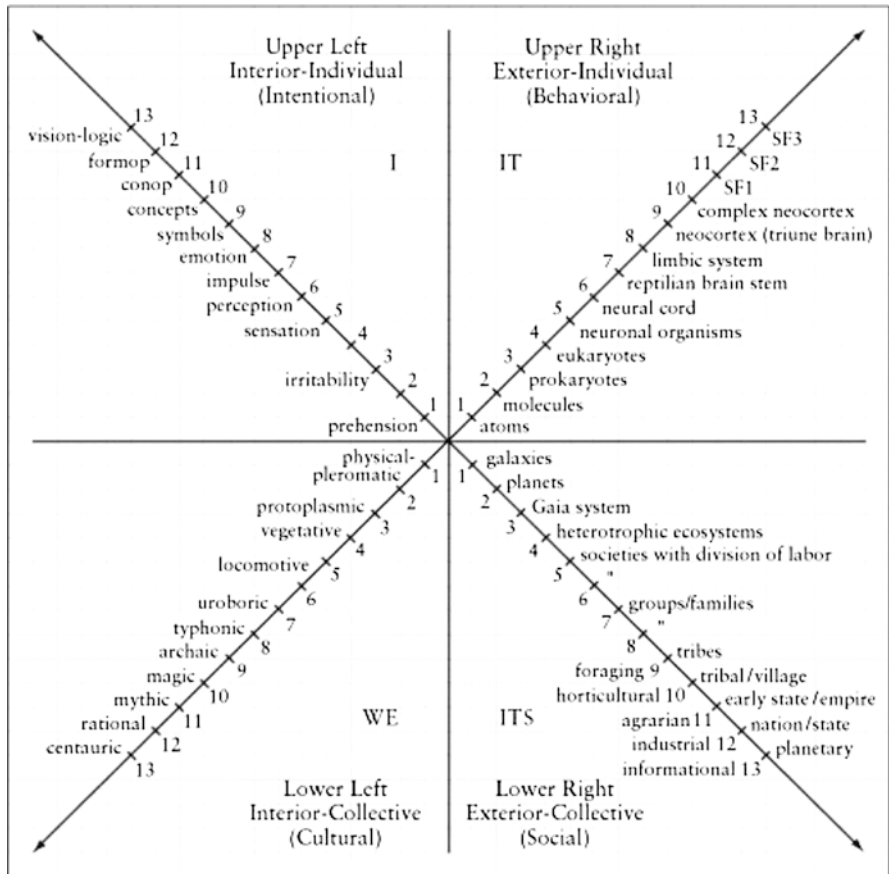 Upper Left
Interior-Individual
(Intentional)
Upper Right
Exterior-Individual
(Behavioral)
I
IT
13
vision-logic
12
formop
11
conop
10
concepts
9
symbols
8
emotion
7
impulse
6
perception
5
sensation
4
3
irritability
2
1
prehension
13
SF3
12
SF2
11
SF1
10
complex neocortex
9
neocortex (triune brain)
8
limbic system
7
reptilian brain stem
6
neural cord
5
neuronal organisms
4
eukaryotes
3
prokaryotes
2
molecules
1
atoms
physical-
pleromatic
1
2
protoplasmic
3
vegetative
4
locomotive
5
6
uroboric
7
typhonic
8
archaic
9
magic
10
mythic
11
rational
12
centauric
13
galaxies
1
planets
2
Gaia system
3
heterotrophic ecosystems
4
societies with division of labor
5
"
6
groups/families
7
"
8
tribes
foraging 9
tribal/village
horticultural 10
early state/empire
agrarian 11
nation/state
industrial 12
planetary
informational 13
WE
ITS
Lower Left
Interior-Collective
(Cultural)
Lower Right
Exterior-Collective
(Social)